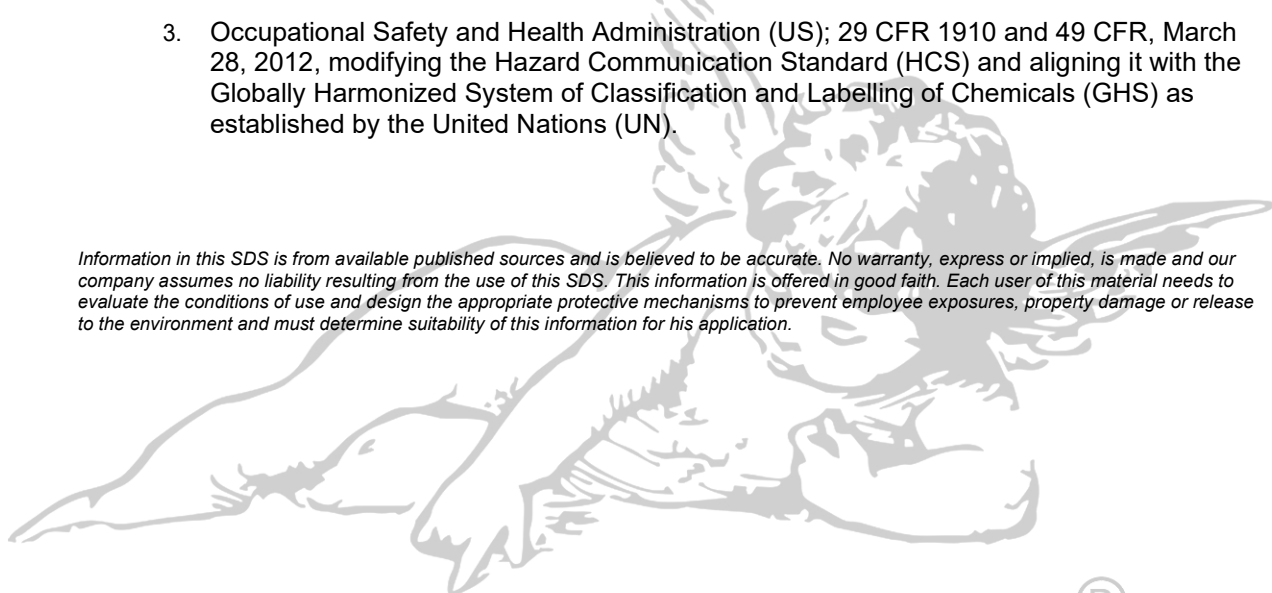 3. Occupational Safety and Health Administration (US); 29 CFR 1910 and 49 CFR, March
28, 2012, modifying the Hazard Communication Standard (HCS) and aligning it with the
Globally Harmonized System of Classification and Labelling of Chemicals (GHS) as
established by the United Nations (UN).
Information in this SDS is from available published sources and is believed to be accurate. No warranty, express or implied, is made and our
company assumes no liability resulting from the use of this SDS. This information is offered in good faith. Each user of this material needs to
evaluate the conditions of use and design the appropriate protective mechanisms to prevent employee exposures, property damage or release
to the environment and must determine suitability of this information for his application.